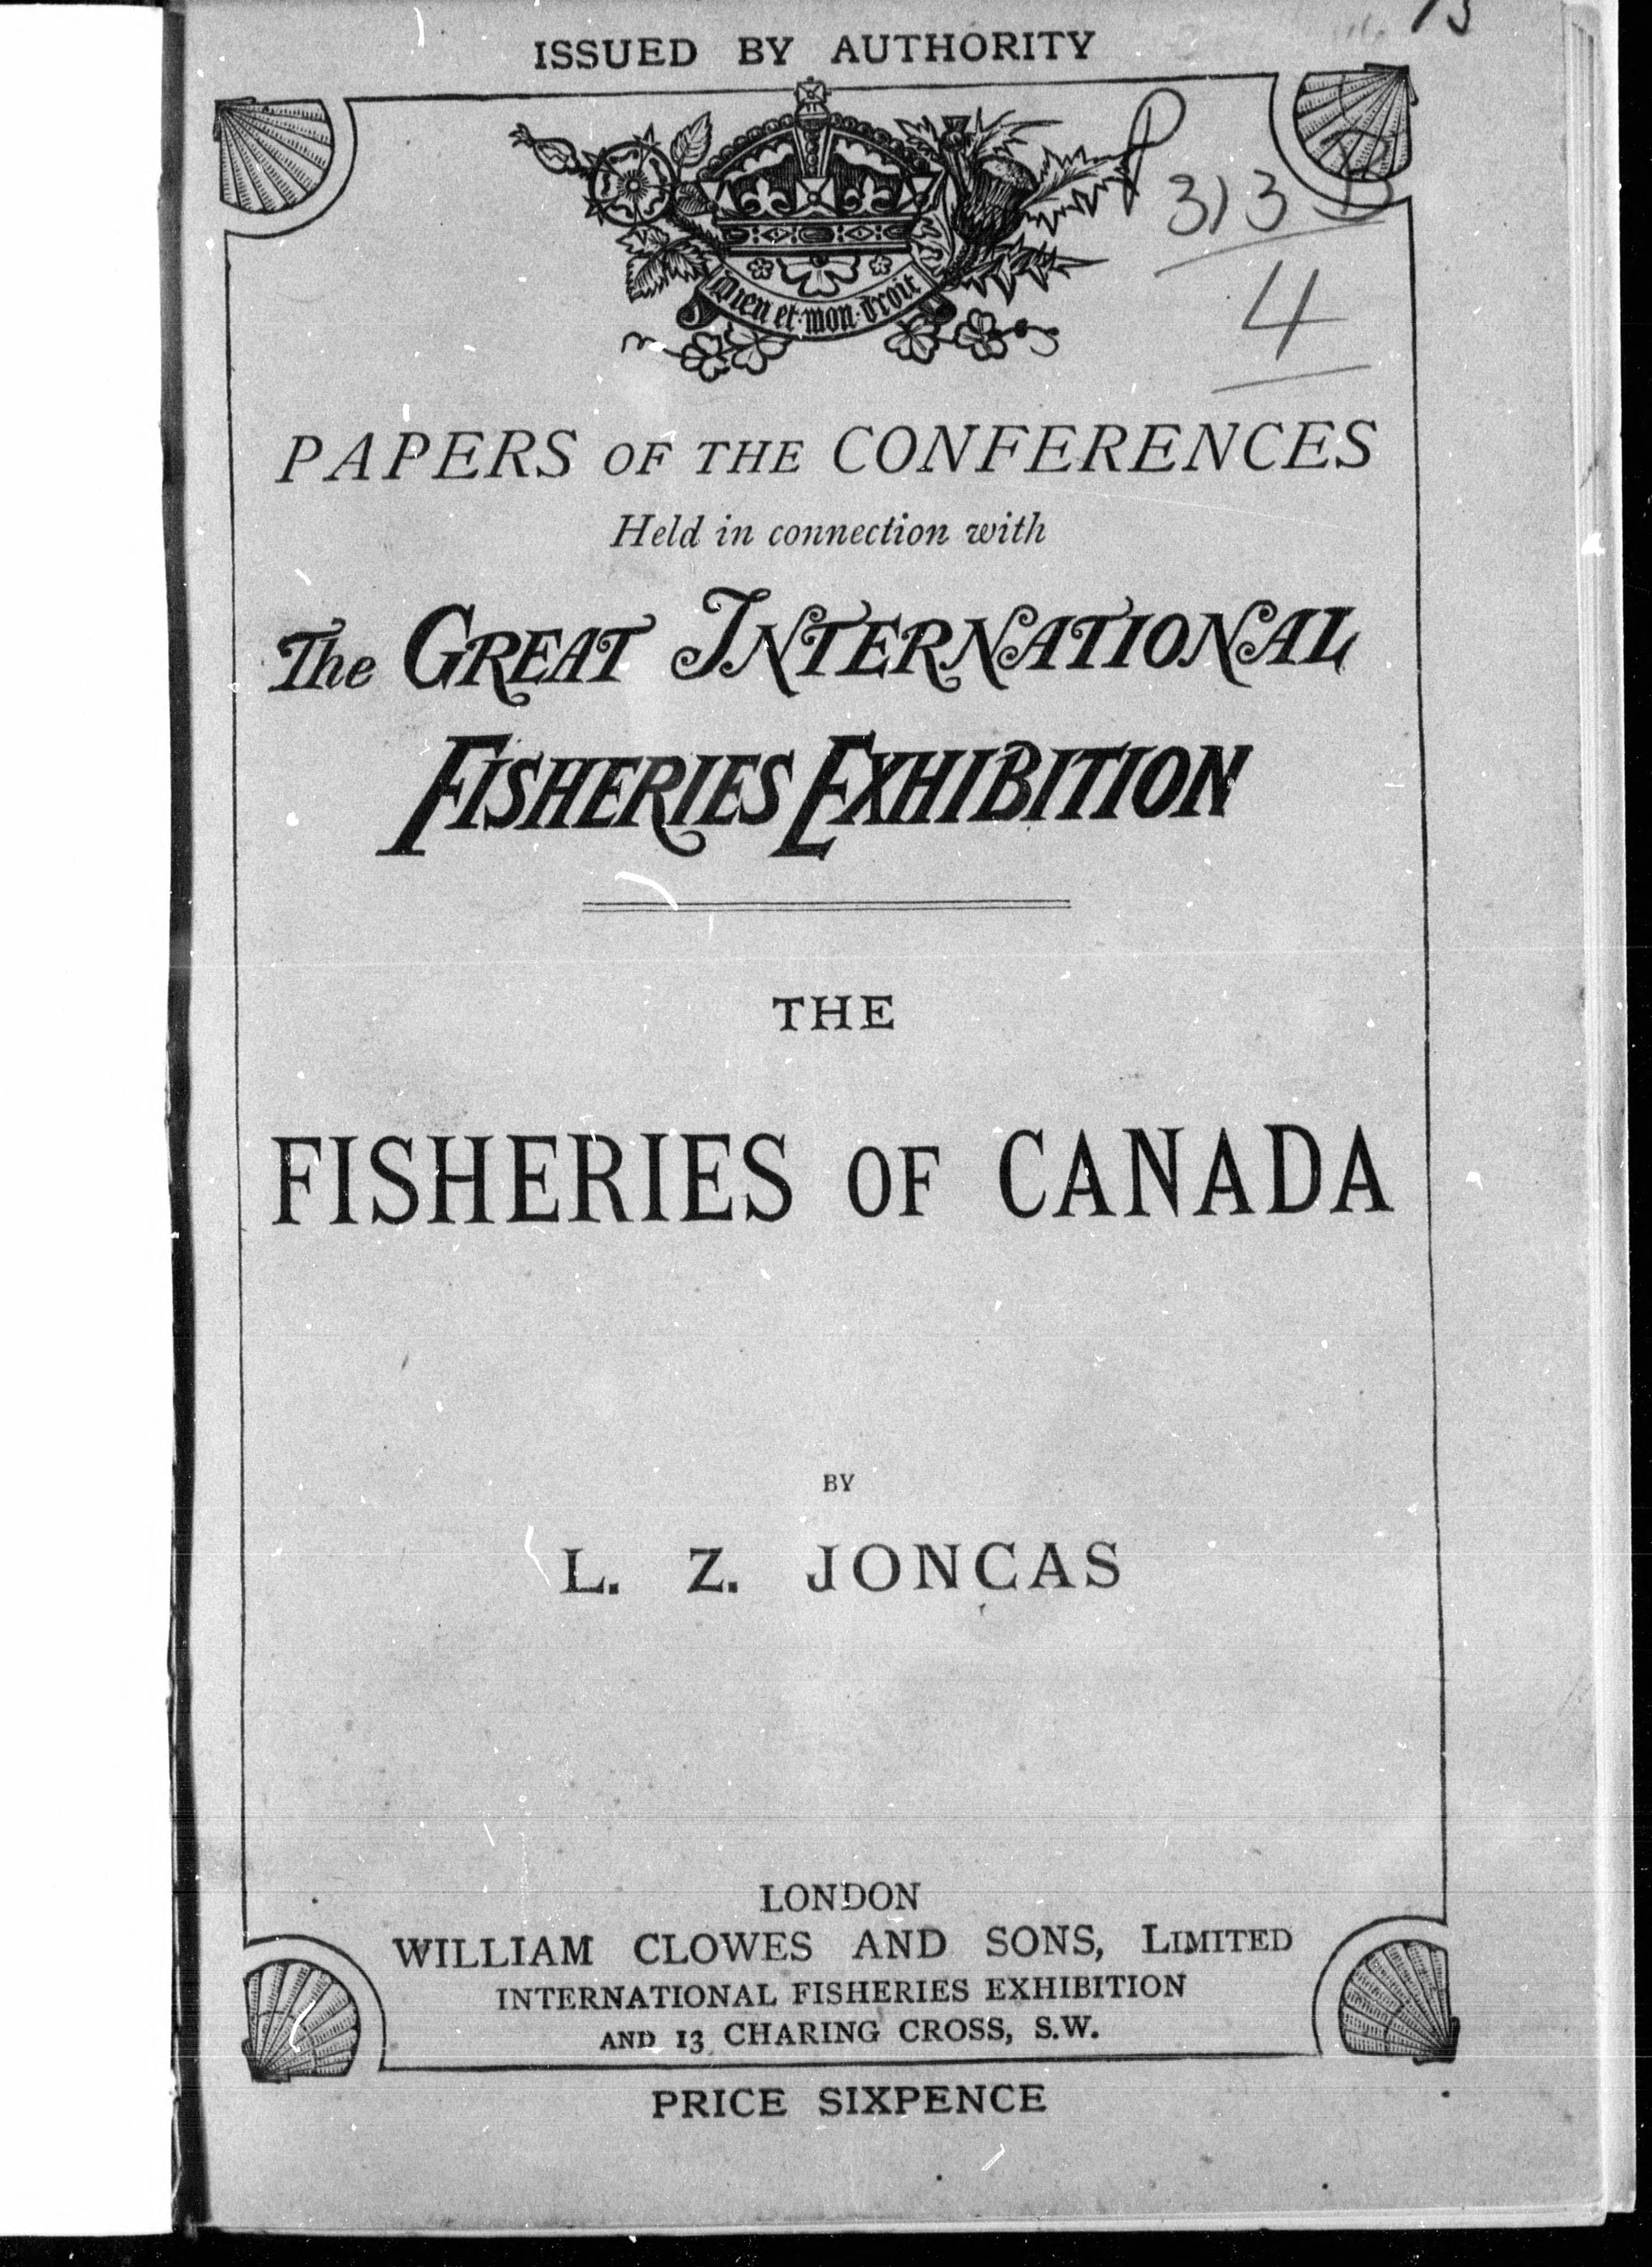 ISSUED BY AUTHORITY
Dieu et mon droit
313 B
4
PAPERS OF THE CONFERENCES
Held in connection with
The GREAT INTERNATIONAL
FISHERIES EXHIBITION
THE
FISHERIES OF CANADA
BY
L. Z. JONCAS
LONDON
WILLIAM CLOWES AND SONS, LIMITED
INTERNATIONAL FISHERIES EXHIBITION
AND 13 CHARING CROSS, S.W.
PRICE SIXPENCE